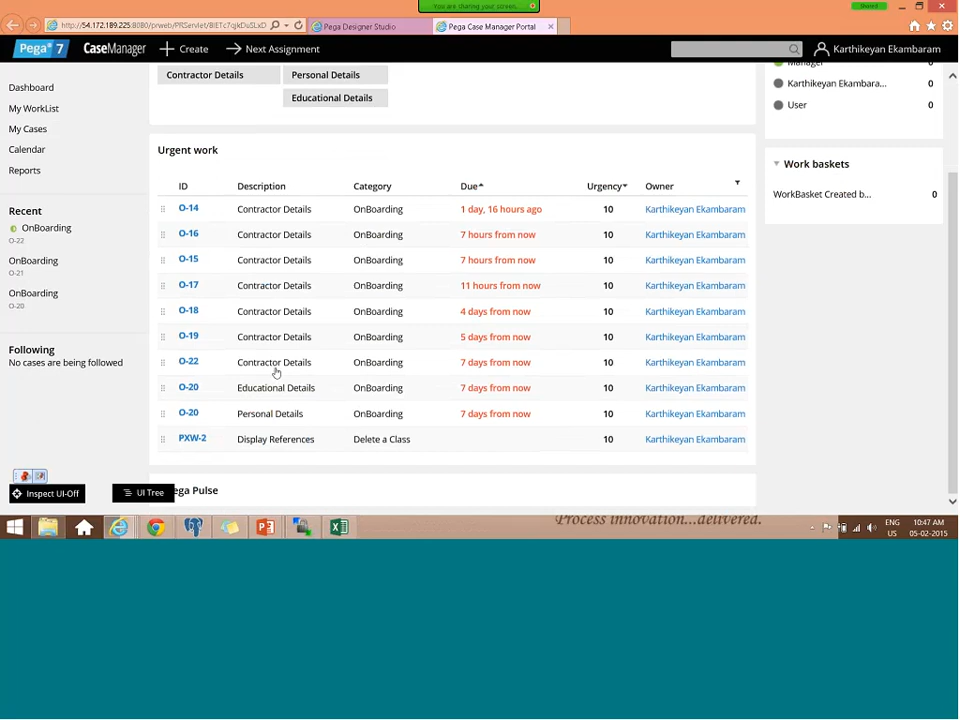 You are sharing your screen.
Shared
Pega Designer Studio
Pega Case Manager Portal
Pega 7 CaseManager Create Next Assignment Karthikeyan Ekambaram
Dashboard
My WorkList
My Cases
Calendar
Reports
Recent
OnBoarding
O-22
OnBoarding
O-21
OnBoarding
O-20
Following
No cases are being followed
Inspect UI-Off UI Tree
Contractor Details Personal Details
Educational Details
Urgent work
ID Description Category Due Urgency Owner
O-14 Contractor Details OnBoarding 1 day, 16 hours ago 10 Karthikeyan Ekambaram
O-16 Contractor Details OnBoarding 7 hours from now 10 Karthikeyan Ekambaram
O-15 Contractor Details OnBoarding 7 hours from now 10 Karthikeyan Ekambaram
O-17 Contractor Details OnBoarding 11 hours from now 10 Karthikeyan Ekambaram
O-18 Contractor Details OnBoarding 4 days from now 10 Karthikeyan Ekambaram
O-19 Contractor Details OnBoarding 5 days from now 10 Karthikeyan Ekambaram
O-22 Contractor Details OnBoarding 7 days from now 10 Karthikeyan Ekambaram
O-20 Educational Details OnBoarding 7 days from now 10 Karthikeyan Ekambaram
O-20 Personal Details OnBoarding 7 days from now 10 Karthikeyan Ekambaram
PXW-2 Display References Delete a Class 10 Karthikeyan Ekambaram
ega Pulse
Manager 0
Karthikeyan Ekambara... 0
User 0
Work baskets
WorkBasket Created b... 0
Process innovation...delivered.
ENG 10:47 AM
US 05-02-2015